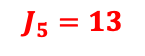 J₅ = 13